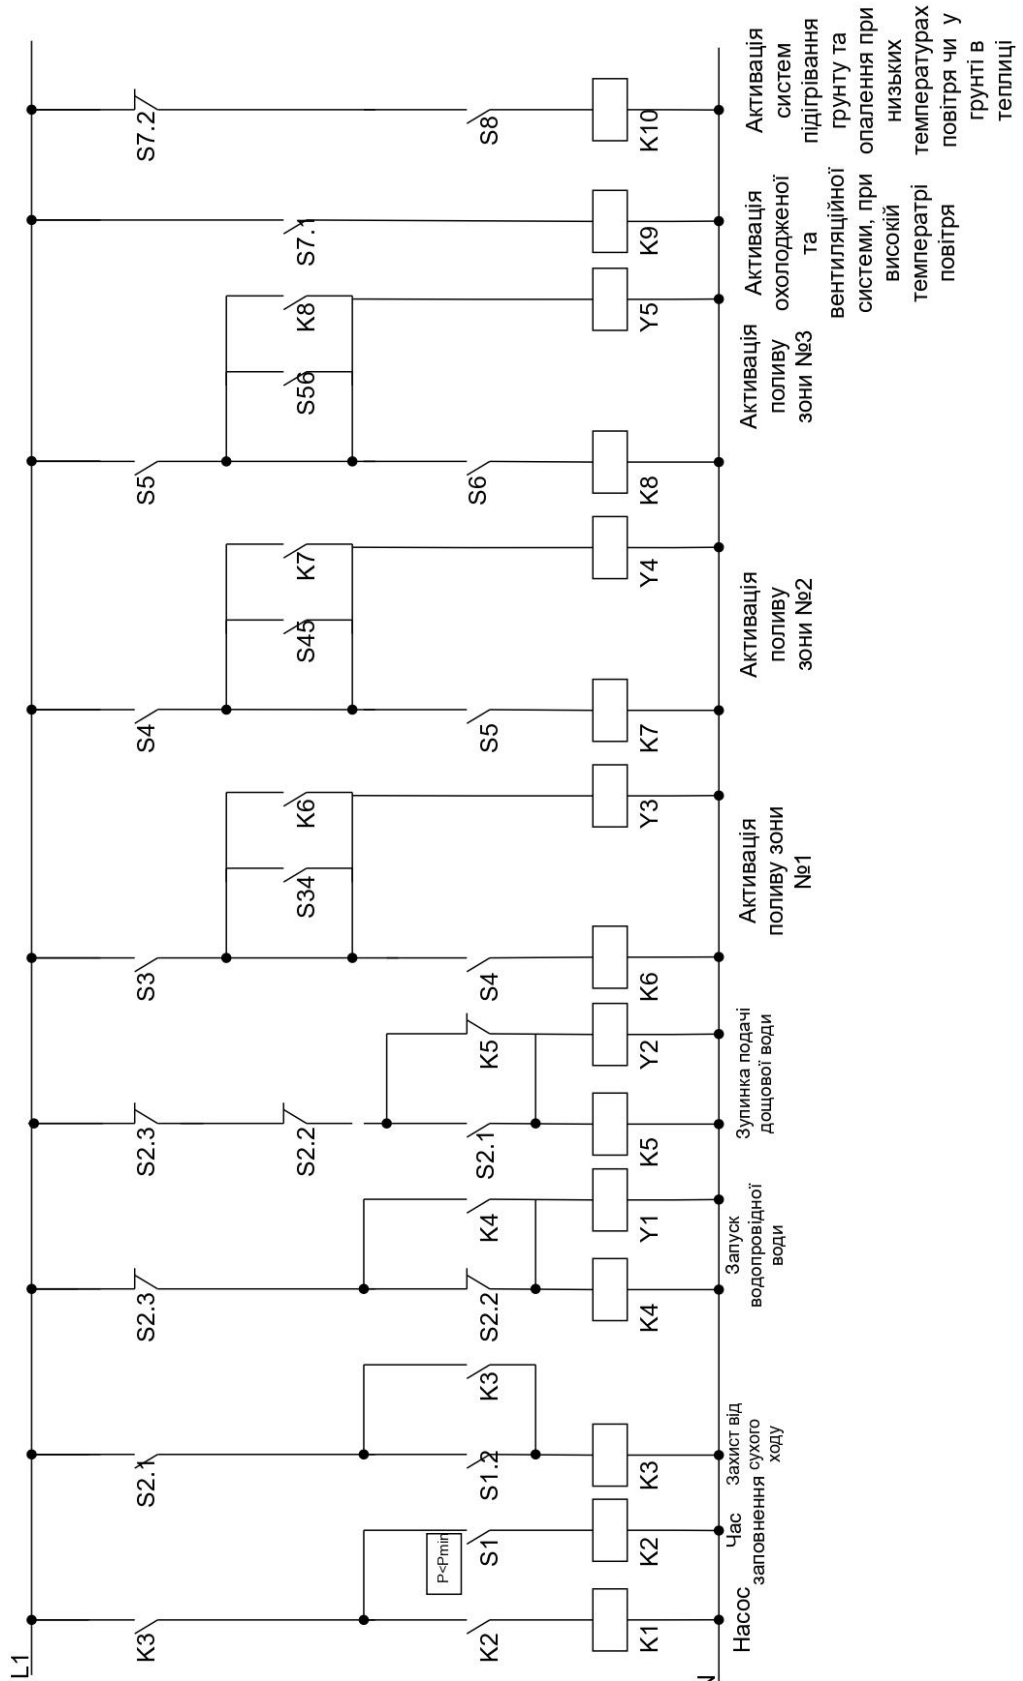 L1
K3
S2.1
S2.3
S2.3
S3
S4
S5
S7.2
S2.2
S34
K6
S45
K7
S56
K8
S7.1
P<Pmin
K2
S1
S1.2
K3
S2.2
K4
S2.1
K5
S4
S5
S6
S8
K1
K2
K3
K4
Y1
K5
Y2
K6
Y3
K7
Y4
K8
Y5
K9
K10
Насос
Час
заповнення
Захист від
сухого
ходу
Запуск
водопровідної
води
Зупинка подачі
дощової води
Активація
поливу зони
№1
Активація
поливу
зони №2
Активація
поливу
зони №3
Активація
охолодженої
та
вентиляційної
системи, при
високій
температрі
повітря
Активація
систем
підігрівання
грунту та
опалення при
низьких
температурах
повітря чи у
грунті в
теплиці